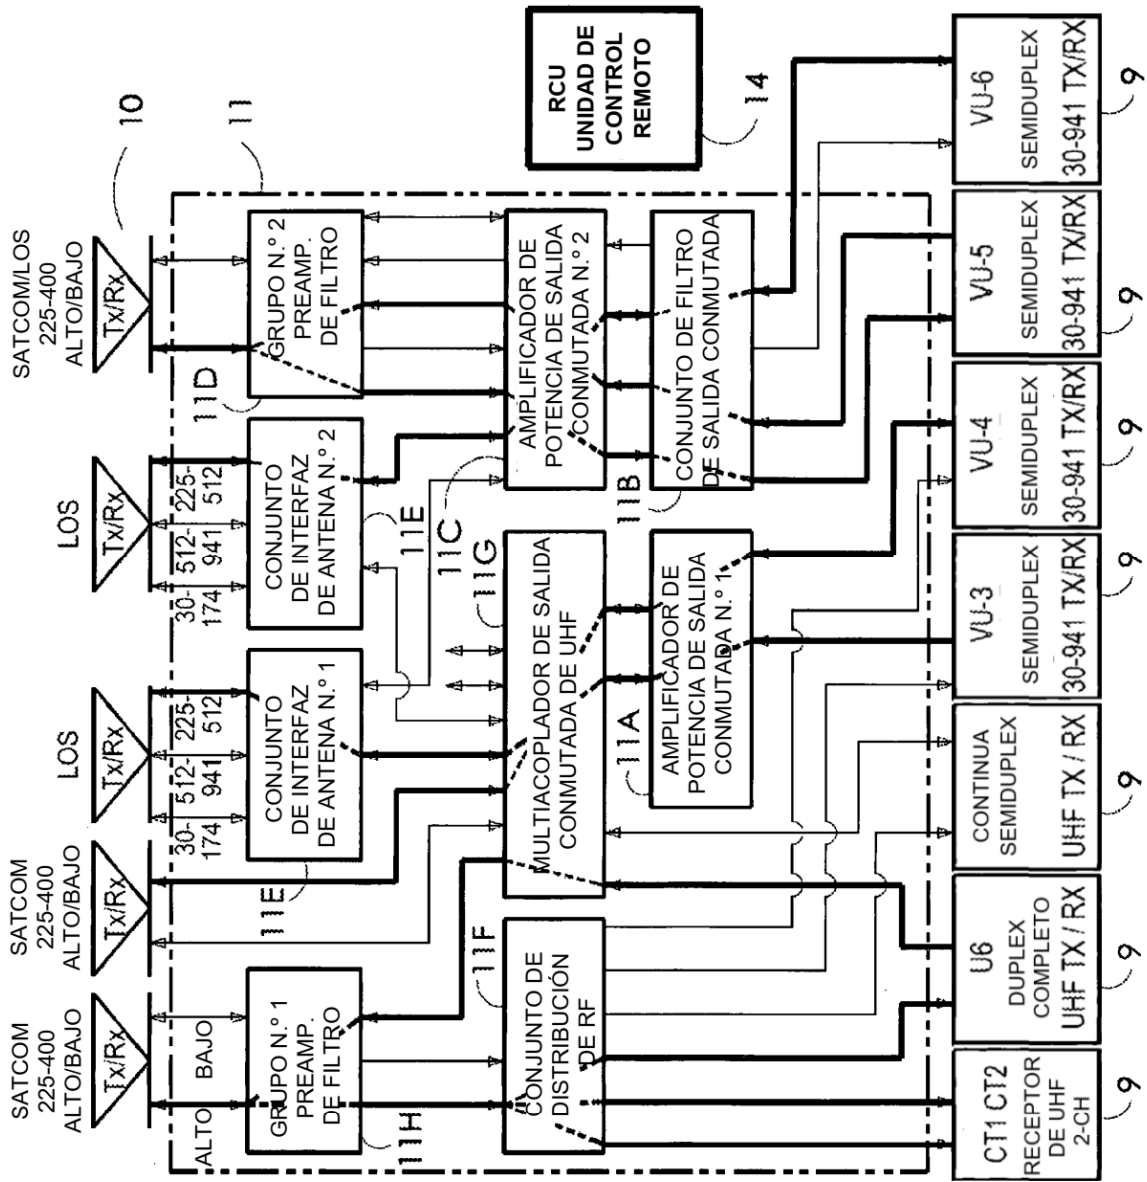 SATCOM
225-400
ALTO/BAJO
SATCOM
225-400
ALTO/BAJO
LOS
LOS
SATCOM/LOS
225-400
ALTO/BAJO
Tx/Rx
Tx/Rx
Tx/Rx
Tx/Rx
Tx/Rx
10
11
ALTO
BAJO
30-
174
512-
941
225-
512
30-
174
512-
941
225-
512
GRUPO N.º 1
PREAMP.
DE FILTRO
11H
CONJUNTO
DE INTERFAZ
DE ANTENA N.º 1
11E
CONJUNTO
DE INTERFAZ
DE ANTENA N.º 2
11E
GRUPO N.º 2
PREAMP.
DE FILTRO
11D
RCU
UNIDAD DE
CONTROL
REMOTO
14
CONJUNTO DE
DISTRIBUCIÓN
DE RF
11F
MULTIACOPLADOR DE SALIDA
CONMUTADA DE UHF
11G
AMPLIFICADOR DE
POTENCIA DE SALIDA
CONMUTADA N.º 2
11C
AMPLIFICADOR DE
POTENCIA DE SALIDA
CONMUTADA N.º 1
11A
CONJUNTO DE FILTRO
DE SALIDA CONMUTADA
11B
CT1 CT2
RECEPTOR
DE UHF
2-CH
9
U6
DUPLEX
COMPLETO
UHF TX / RX
9
CONTINUA
SEMIDUPLEX
UHF TX / RX
9
VU-3
SEMIDUPLEX
30-941 TX/RX
9
VU-4
SEMIDUPLEX
30-941 TX/RX
9
VU-5
SEMIDUPLEX
30-941 TX/RX
9
VU-6
SEMIDUPLEX
30-941 TX/RX
9